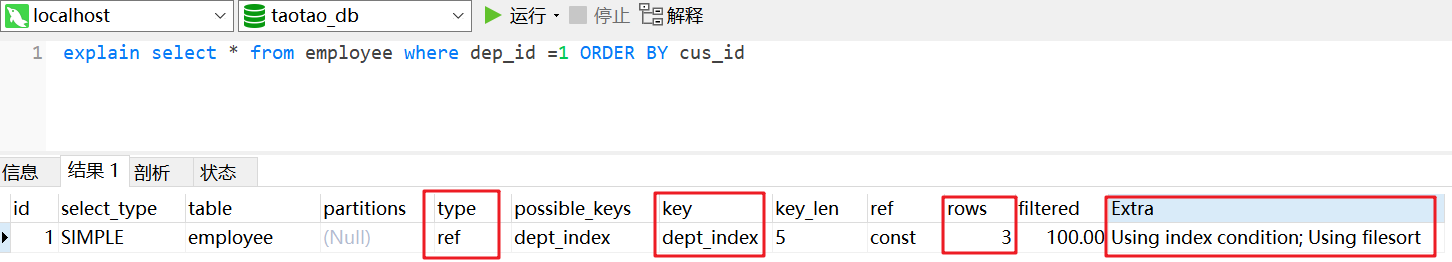 localhost taotao_db 运行 停止 解释
1 explain select * from employee where dep_id =1 ORDER BY cus_id
信息 结果 1 剖析 状态
id select_type table partitions type possible_keys key key_len ref rows filtered Extra
1 SIMPLE employee (Null) ref dept_index dept_index 5 const 3 100.00 Using index condition; Using filesort